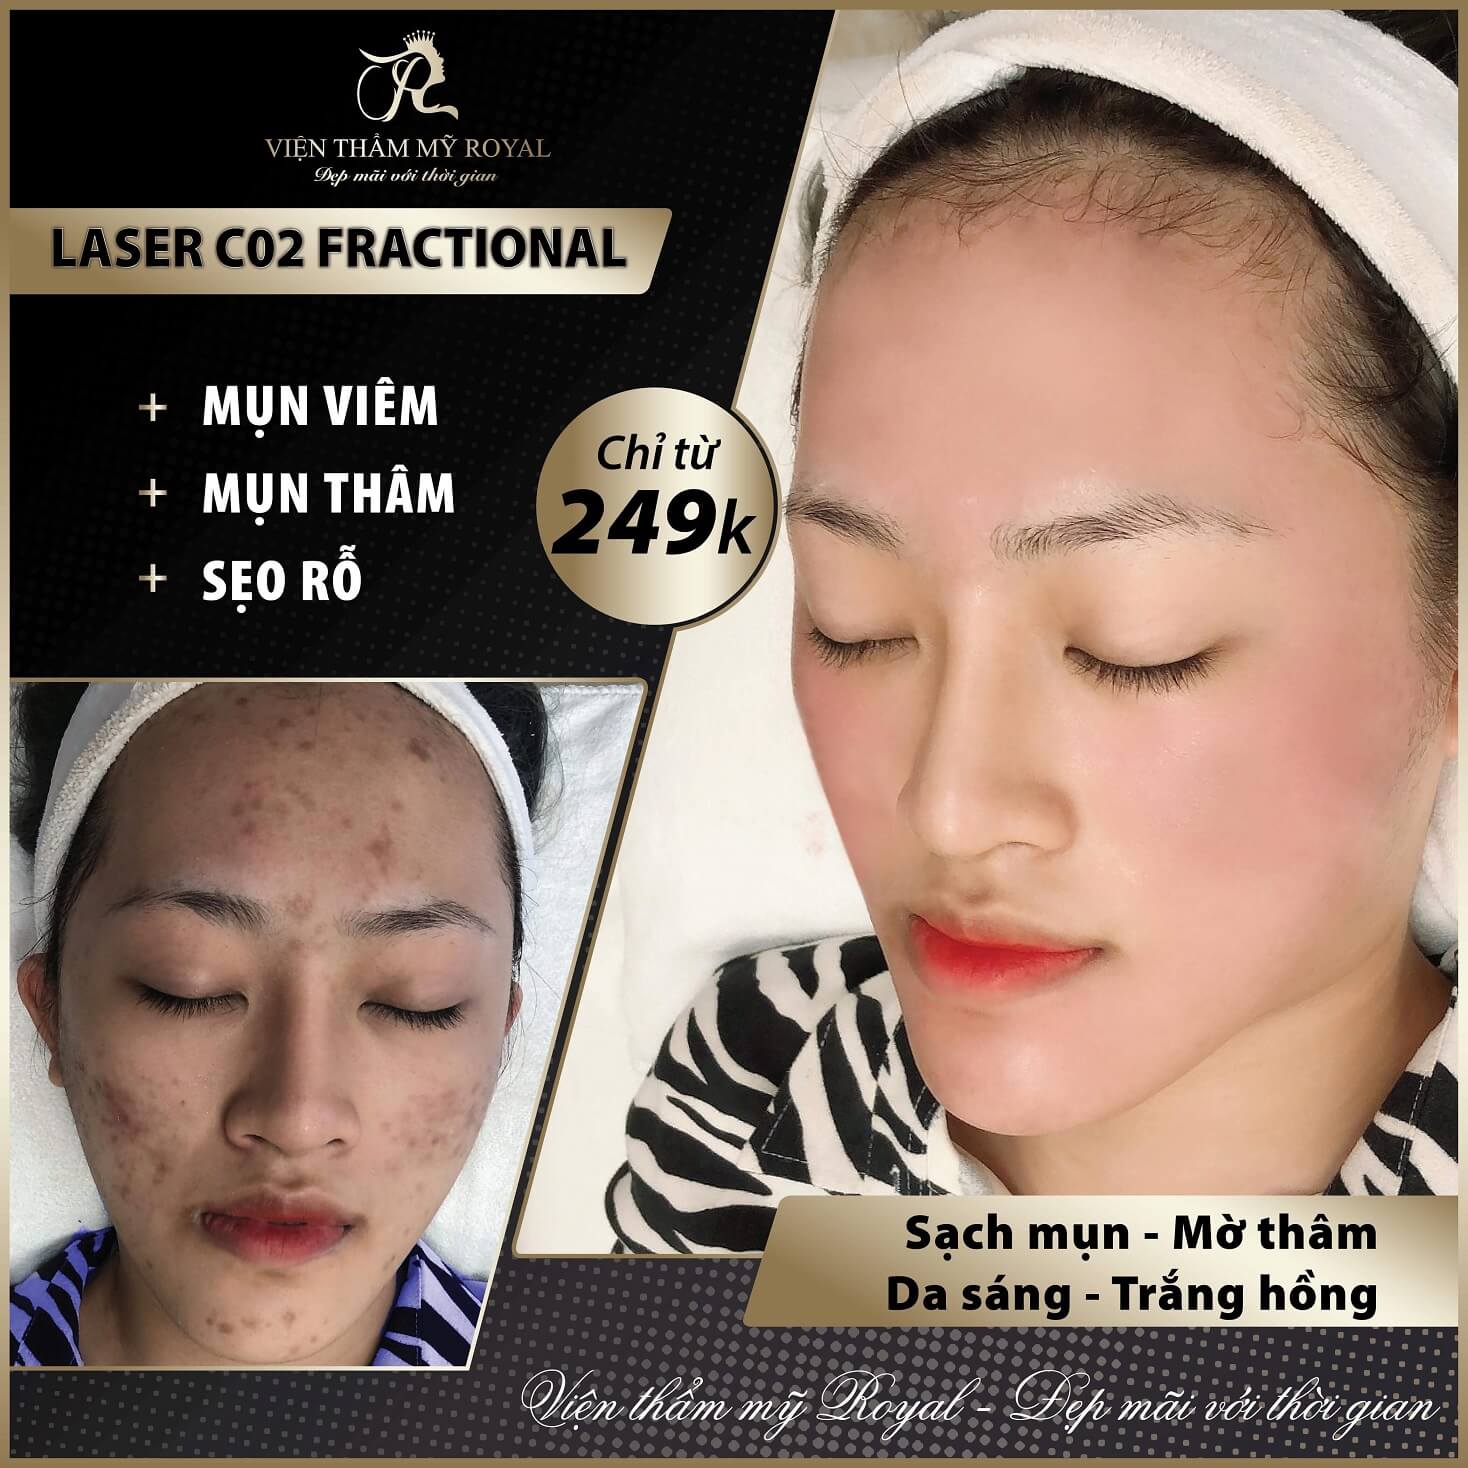 VIỆN THẨM MỸ ROYAL
Đẹp mãi với thời gian
LASER C02 FRACTIONAL
+ MỤN VIÊM
+ MỤN THÂM
+ SẸO RỖ
Chỉ từ
249k
Sạch mụn - Mờ thâm
Da sáng - Trắng hồng
Viện thẩm mỹ Royal - Đẹp mãi với thời gian